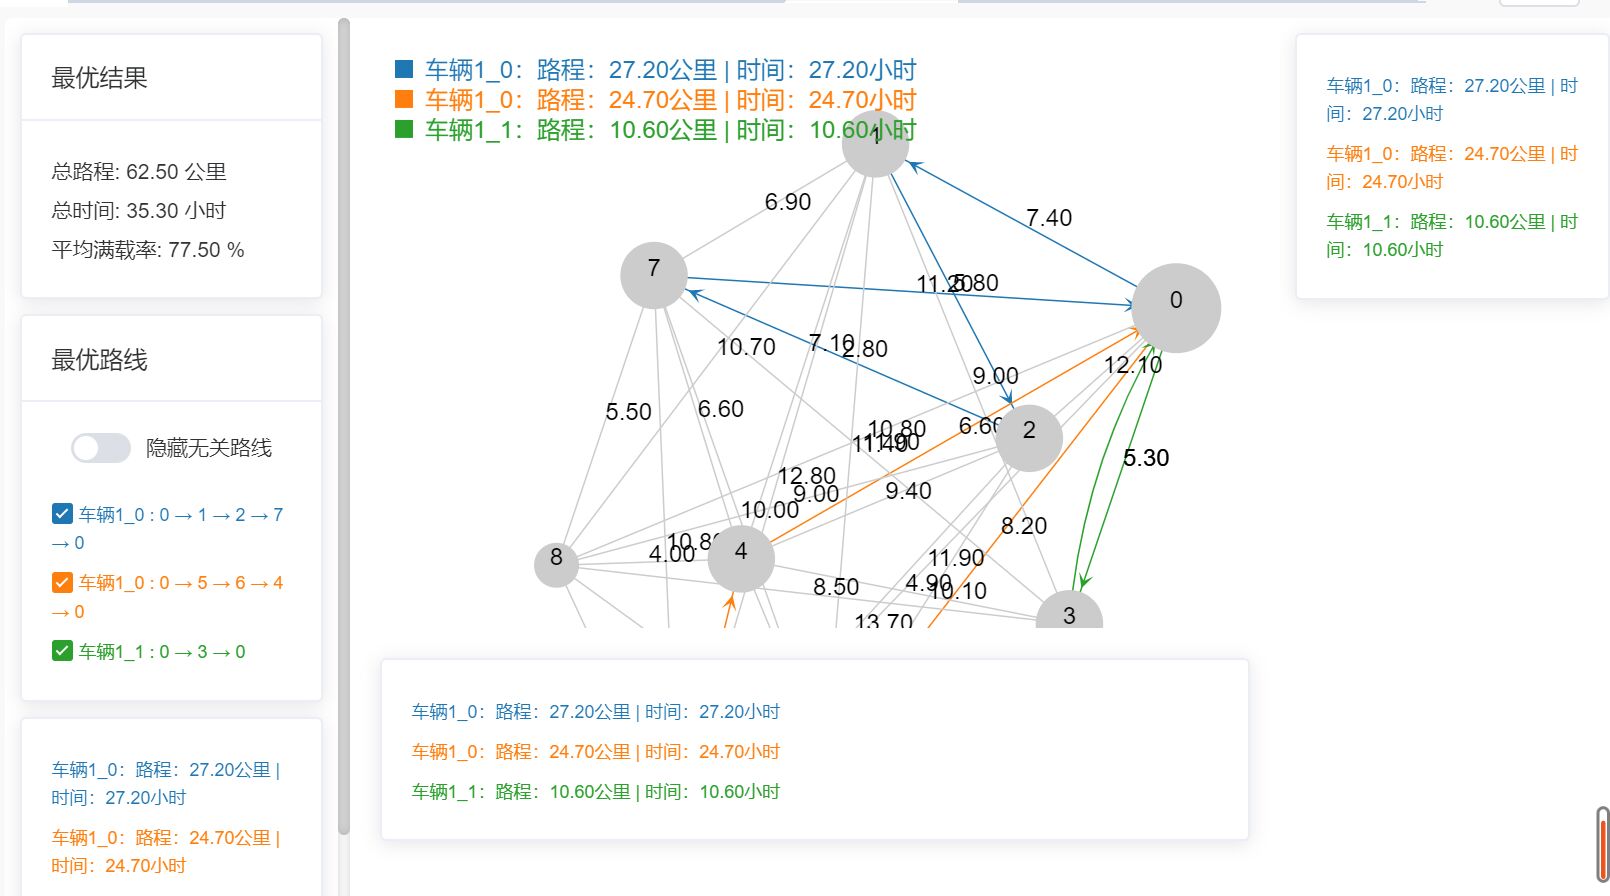 最优结果
总路程: 62.50 公里
总时间: 35.30 小时
平均满载率: 77.50 %
最优路线
隐藏无关路线
车辆1_0 : 0 → 1 → 2 → 7
→ 0
车辆1_0 : 0 → 5 → 6 → 4
→ 0
车辆1_1 : 0 → 3 → 0
车辆1_0：路程：27.20公里 |
时间：27.20小时
车辆1_0：路程：24.70公里 |
时间：24.70小时
车辆1_0：路程：27.20公里 | 时间：27.20小时
车辆1_0：路程：24.70公里 | 时间：24.70小时
车辆1_1：路程：10.60公里 | 时间：10.60小时
1
6.90
7.40
7
11.20
5.80
0
10.70
7.10
2.80
12.10
9.00
5.50
6.60
10.80
6.60
2
11.40
11.90
5.30
12.80
9.00
9.40
10.00
8.20
10.80
4.00
8
4
11.90
8.50
4.90
10.10
13.70
3
车辆1_0：路程：27.20公里 | 时间：27.20小时
车辆1_0：路程：24.70公里 | 时间：24.70小时
车辆1_1：路程：10.60公里 | 时间：10.60小时
车辆1_0：路程：27.20公里 | 时
间：27.20小时
车辆1_0：路程：24.70公里 | 时
间：24.70小时
车辆1_1：路程：10.60公里 | 时
间：10.60小时